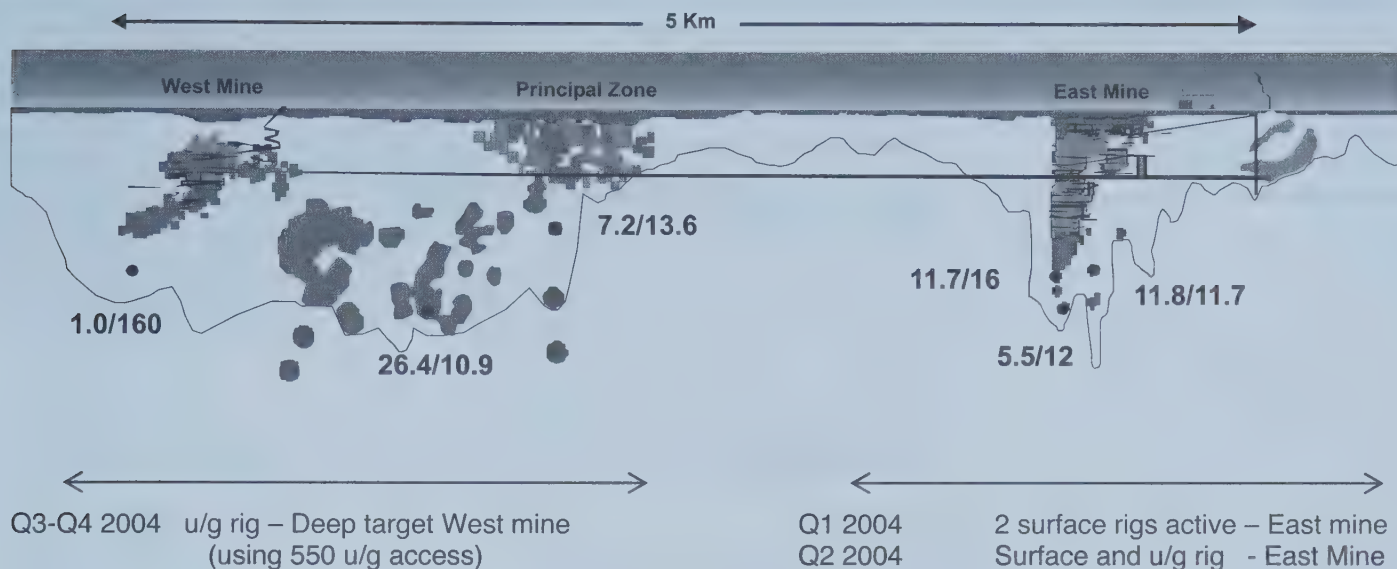 5 Km
West Mine
Principal Zone
East Mine
7.2/13.6
11.7/16
11.8/11.7
1.0/160
5.5/12
26.4/10.9
Q3-Q4 2004 u/g rig – Deep target West mine
(using 550 u/g access)
Q1 2004 2 surface rigs active – East mine
Q2 2004 Surface and u/g rig - East Mine